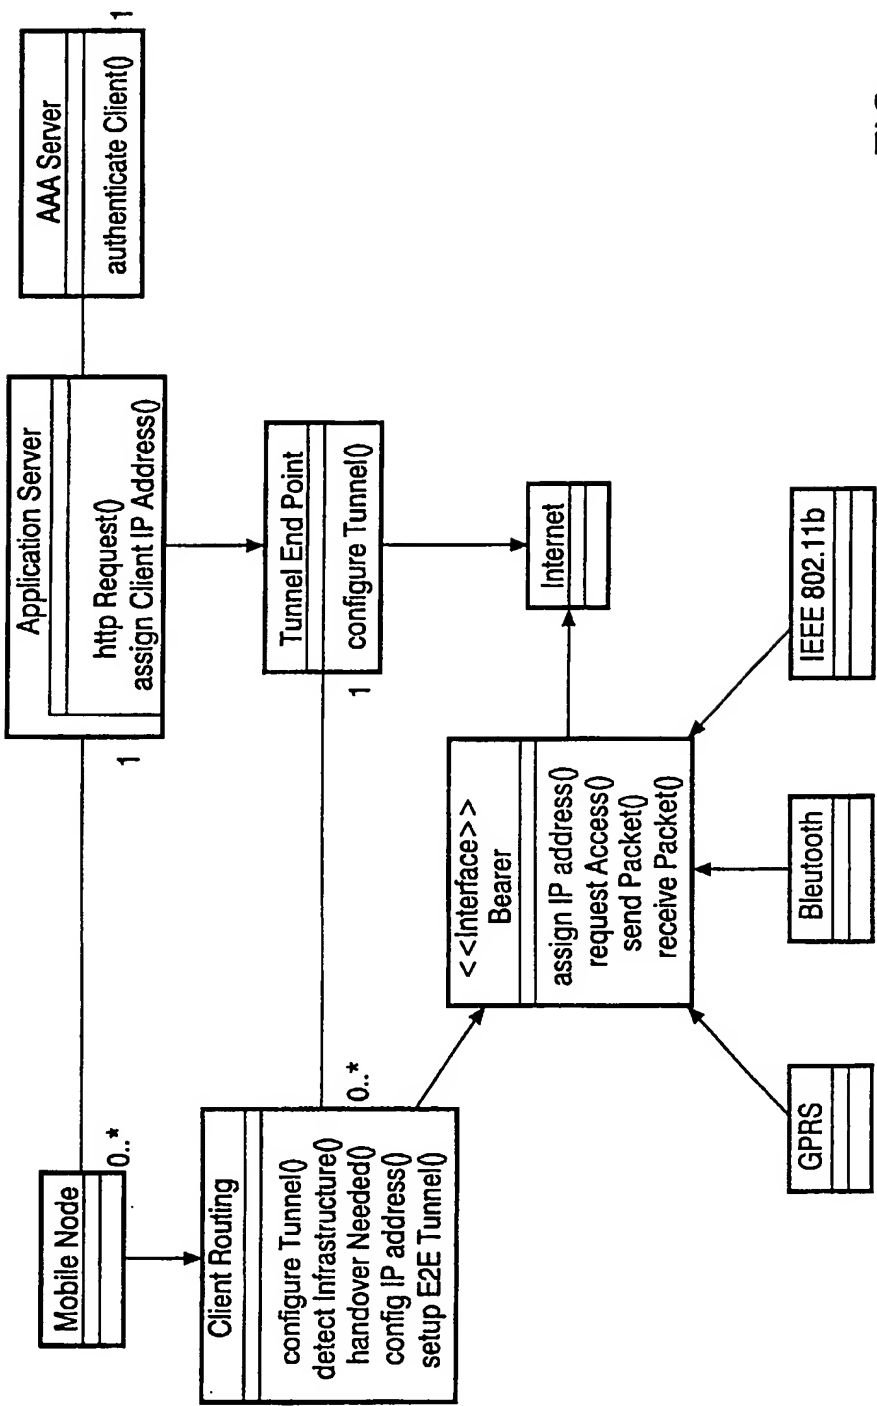 Mobile Node
0..*
1
Application Server
http Request()
assign Client IP Address()
AAA Server
authenticate Client()
1
Client Routing
configure Tunnel()
detect Infrastructure()
handover Needed()
config IP address()
setup E2E Tunnel()
0..*
1
Tunnel End Point
configure Tunnel()
<<Interface>>
Bearer
assign IP address()
request Access()
send Packet()
receive Packet()
Internet
GPRS
Bleutooth
IEEE 802.11b